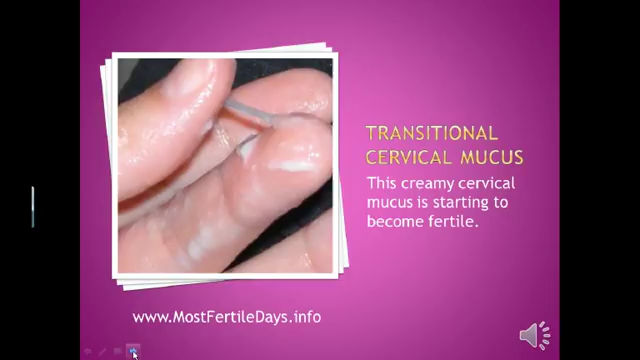 TRANSITIONAL
CERVICAL MUCUS
This creamy cervical
mucus is starting to
become fertile.
www.MostFertileDays.info